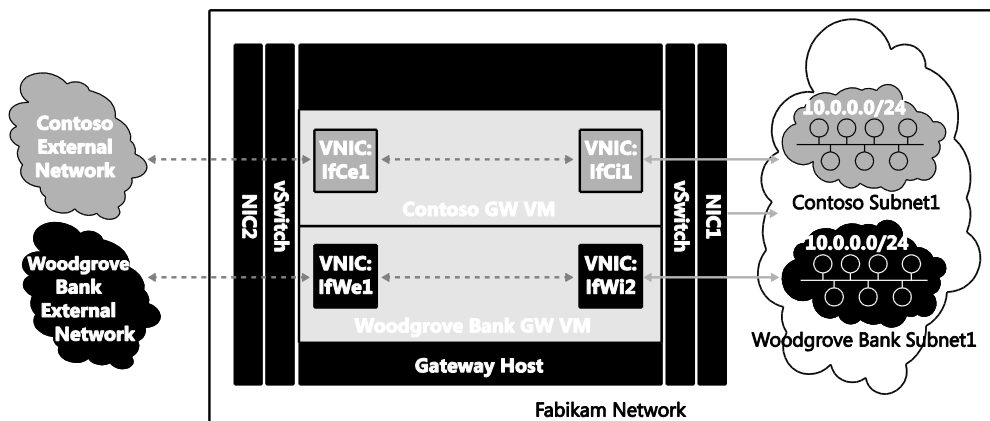 Contoso
External
Network
Woodgrove
Bank
External
Network
NIC2
vSwitch
VNIC:
IfCe1
VNIC:
IfCi1
Contoso GW VM
VNIC:
IfWe1
VNIC:
IfWi2
Woodgrove Bank GW VM
Gateway Host
vSwitch
NIC1
10.0.0.0/24
Contoso Subnet1
10.0.0.0/24
Woodgrove Bank Subnet1
Fabikam Network